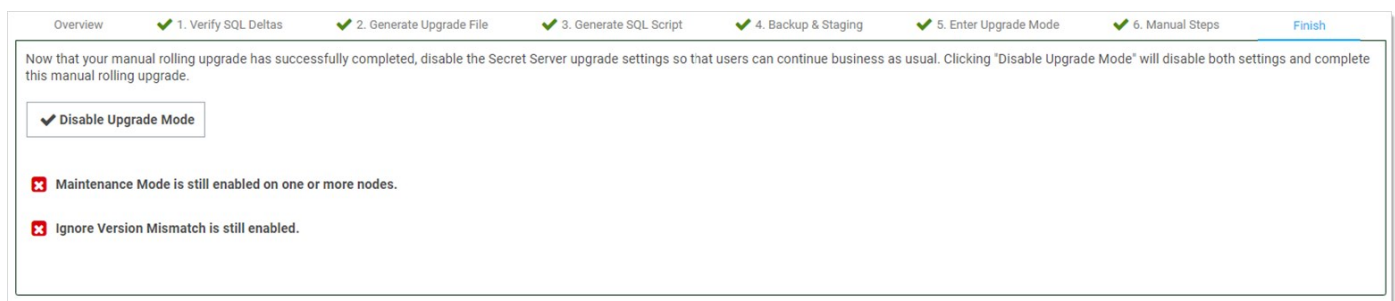 Overview 1. Verify SQL Deltas 2. Generate Upgrade File 3. Generate SQL Script 4. Backup & Staging 5. Enter Upgrade Mode 6. Manual Steps Finish
Now that your manual rolling upgrade has successfully completed, disable the Secret Server upgrade settings so that users can continue business as usual. Clicking "Disable Upgrade Mode" will disable both settings and complete
this manual rolling upgrade.
Disable Upgrade Mode
Maintenance Mode is still enabled on one or more nodes.
Ignore Version Mismatch is still enabled.